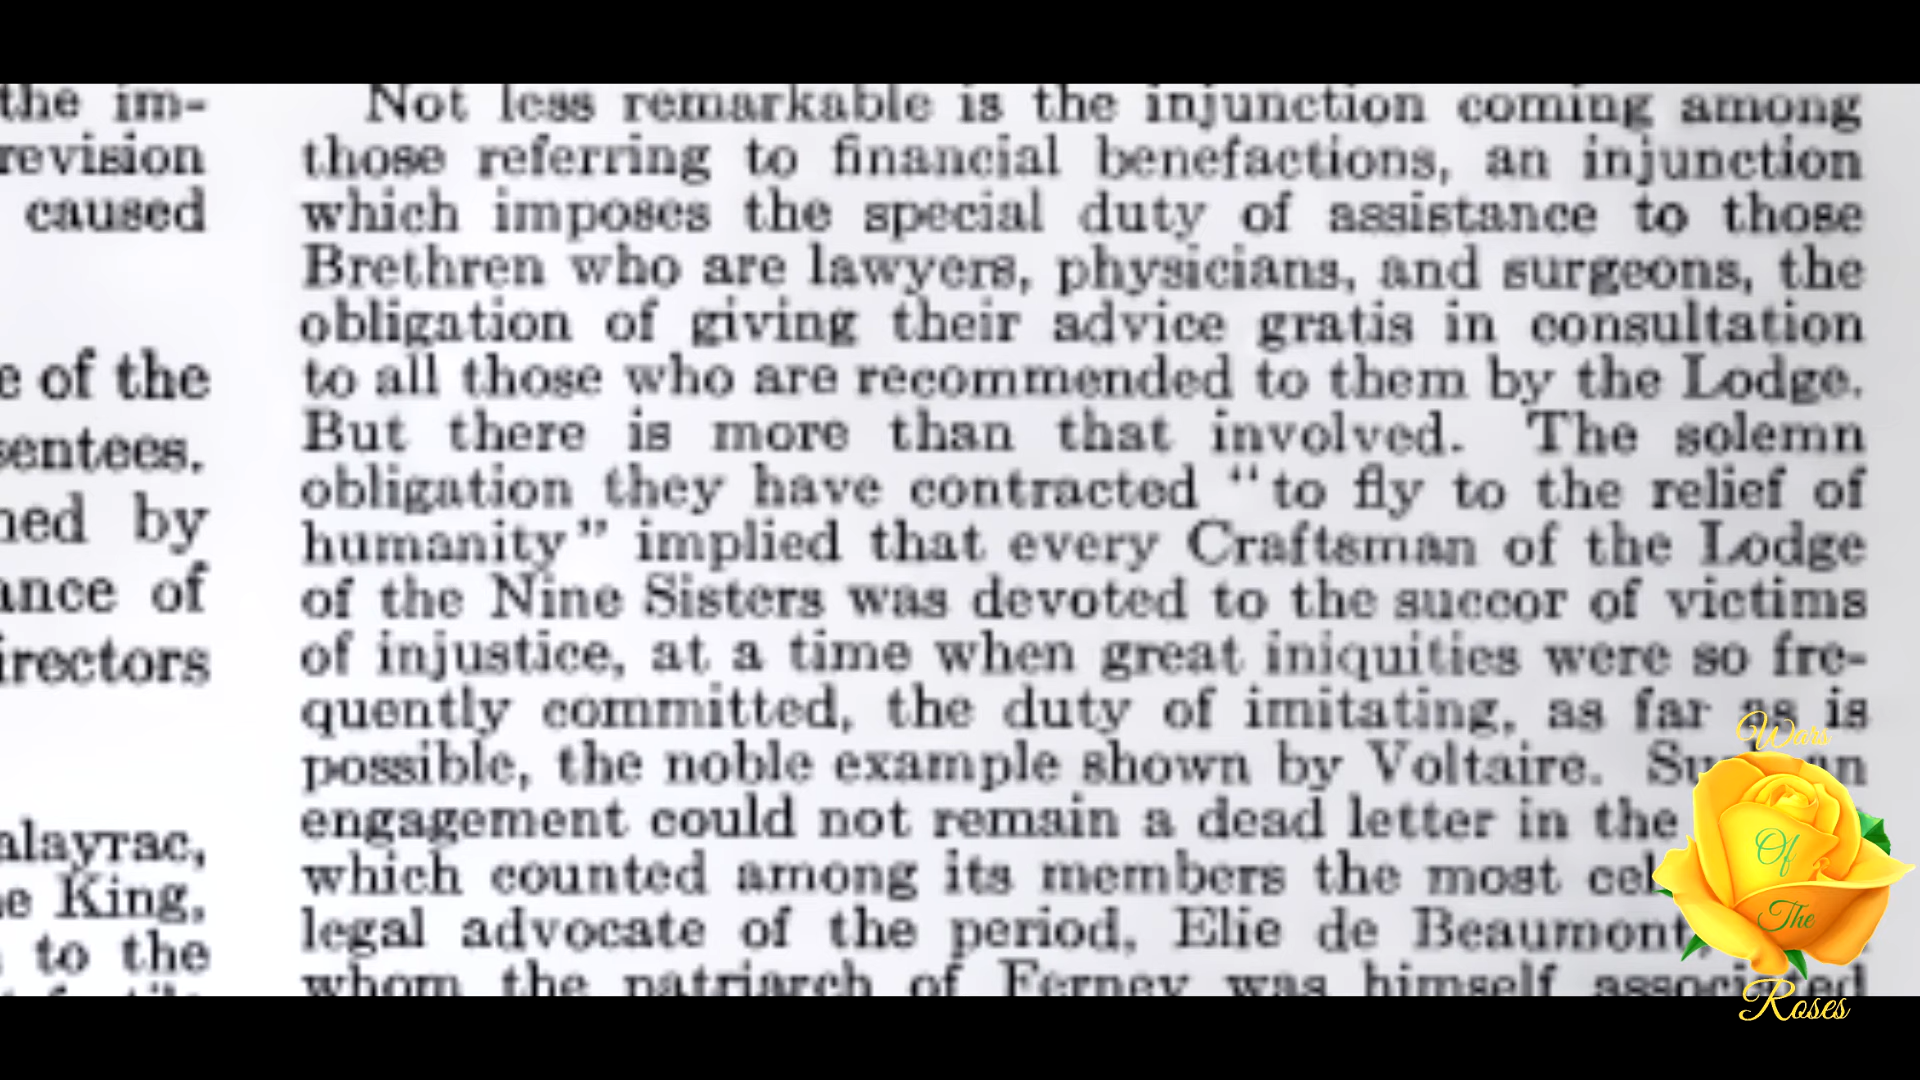 the im-
revision
caused
e of the
sentees.
ned by
ance of
irectors
alayrac,
e King,
to the
Not less remarkable is the injunction coming among
those referring to financial benefactions, an injunction
which imposes the special duty of assistance to those
Brethren who are lawyers, physicians, and surgeons, the
obligation of giving their advice gratis in consultation
to all those who are recommended to them by the Lodge.
But there is more than that involved. The solemn
obligation they have contracted “to fly to the relief of
humanity” implied that every Craftsman of the Lodge
of the Nine Sisters was devoted to the succor of victims
of injustice, at a time when great iniquities were so fre-
quently committed, the duty of imitating, as far as is
possible, the noble example shown by Voltaire.
engagement could not remain a dead letter in the
which counted among its members the most cel
legal advocate of the period, Elie de Beaumont,
whom the patriarch of Ferney was himself associated
Wars
Of
The
Roses